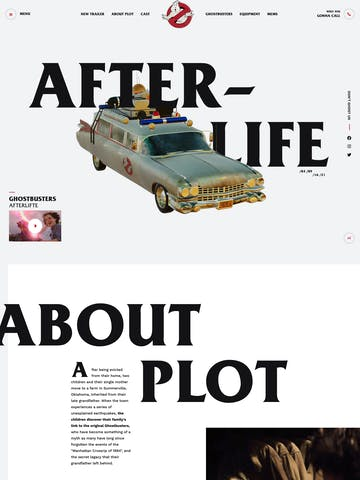 MENU
NEW TRAILER
ABOUT PLOT
CAST
GHOSTBUSTERS
EQUIPMENT
NEWS
WHO YOU
GONNA CALL
AFTER–
LIFE
GHOSTBUSTERS
AFTERLIFTE
ABOUT
PLOT
After being evicted
from their home, two
children and their single mother
move to a farm in Summerville,
Oklahoma, inherited from their
late grandfather. When the town
experiences a series of
unexplained earthquakes, the
children discover their family's
link to the original Ghostbusters,
who have become something of a
myth as many have long since
forgotten the events of the
"Manhattan Crossrip of 1984", and
the secret legacy that their
grandfather left behind.